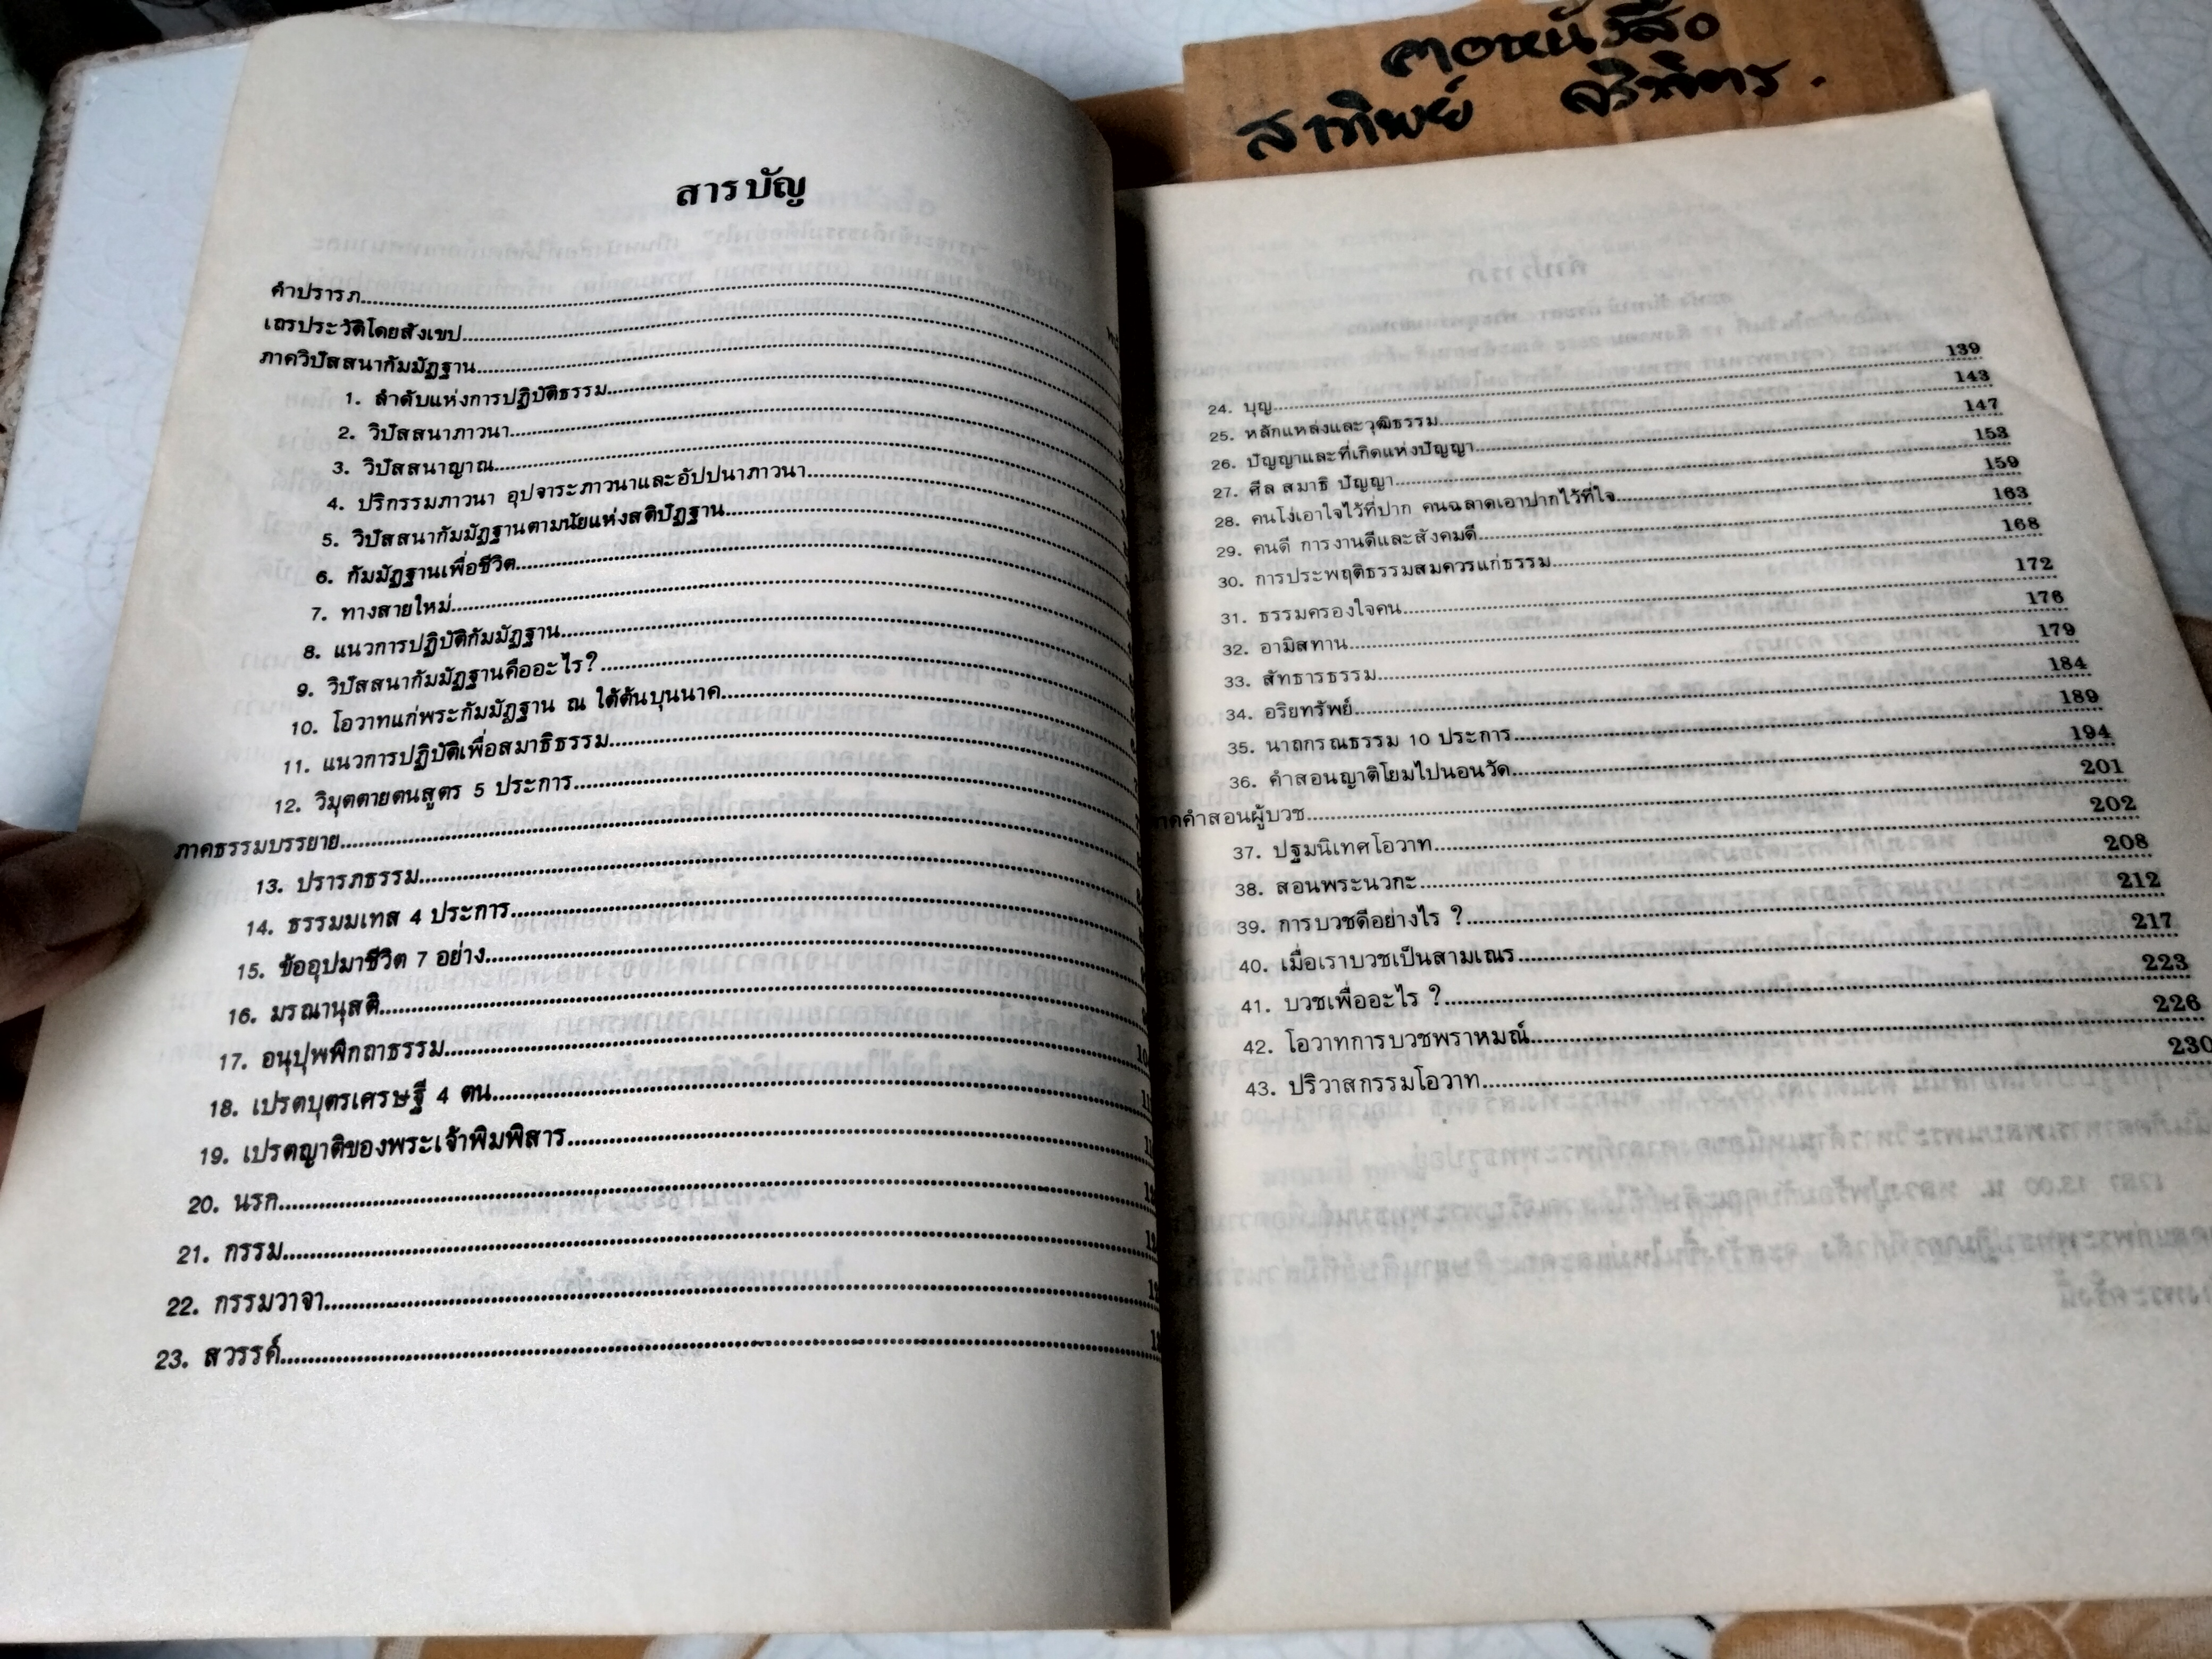 สารบัญ
คำปรารภ
เถรประวัติโดยสังเขป
ภาควิปัสสนากัมมัฏฐาน
1. ลำดับแห่งการปฏิบัติธรรม
2. วิปัสสนาภาวนา
3. วิปัสสนาญาณ
4. ปริกรรมภาวนา อุปจาระภาวนาและอัปปนาภาวนา
5. วิปัสสนากัมมัฏฐานตามนัยแห่งสติปัฏฐาน
6. กัมมัฏฐานเพื่อชีวิต
7. ทางสายใหม่
8. แนวการปฏิบัติกัมมัฏฐาน
9. วิปัสสนากัมมัฏฐานคืออะไร?
10. โอวาทแก่พระกัมมัฏฐาน ณ ใต้ต้นบุนนาค
11. แนวการปฏิบัติเพื่อสมาธิธรรม
12. วิมุตตายตนสูตร 5 ประการ
ภาคธรรมบรรยาย
13. ปรารภธรรม
14. ธรรมมเทส 4 ประการ
15. ข้ออุปมาชีวิต 7 อย่าง
16. มรณานุสติ
17. อนุปุพพิกถาธรรม
18. เปรตบุตรเศรษฐี 4 ตน
19. เปรตญาติของพระเจ้าพิมพิสาร
20. นรก
21. กรรม
22. กรรมวาจา
23. สวรรค์
สาทิพย์
24. บุญ 139
25. หลักแหล่งและวุฒิธรรม 143
26. ปัญญาและที่เกิดแห่งปัญญา 147
27. ศีล สมาธิ ปัญญา 153
28. คนโง่เอาใจไว้ที่ปาก คนฉลาดเอาปากไว้ที่ใจ 159
29. คนดี การงานดีและสังคมดี 163
30. การประพฤติธรรมสมควรแก่ธรรม 168
31. ธรรมครองใจคน 172
32. อามิสทาน 176
33. สัทธารธรรม 179
34. อริยทรัพย์ 184
35. นาถกรณธรรม 10 ประการ 189
36. คำสอนญาติโยมไปนอนวัด 194
ภาคคำสอนผู้บวช 201
37. ปฐมนิเทศโอวาท 202
38. สอนพระนวกะ 208
39. การบวชดีอย่างไร ? 212
40. เมื่อเราบวชเป็นสามเณร 217
41. บวชเพื่ออะไร ? 223
42. โอวาทการบวชพราหมณ์ 226
43. ปริวาสกรรมโอวาท 230